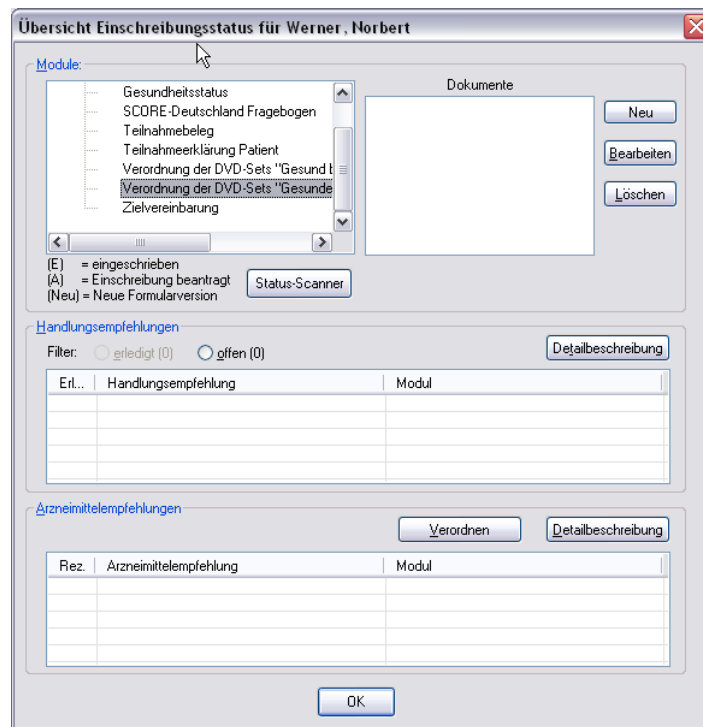 Übersicht Einschreibungsstatus für Werner, Norbert
Module:
Dokumente
Gesundheitsstatus
SCORE-Deutschland Fragebogen
Teilnahmebeleg
Teilnahmeerklärung Patient
Verordnung der DVD-Sets "Gesund b
Verordnung der DVD-Sets "Gesunde
Zielvereinbarung
Neu
Bearbeiten
Löschen
(E) = eingeschrieben
(A) = Einschreibung beantragt
(Neu) = Neue Formularversion
Status-Scanner
Handlungsempfehlungen
Filter: erledigt (0) offen (0) Detailbeschreibung
Erl... Handlungsempfehlung Modul
Arzneimittelempfehlungen
Verordnen Detailbeschreibung
Rez. Arzneimittelempfehlung Modul
OK